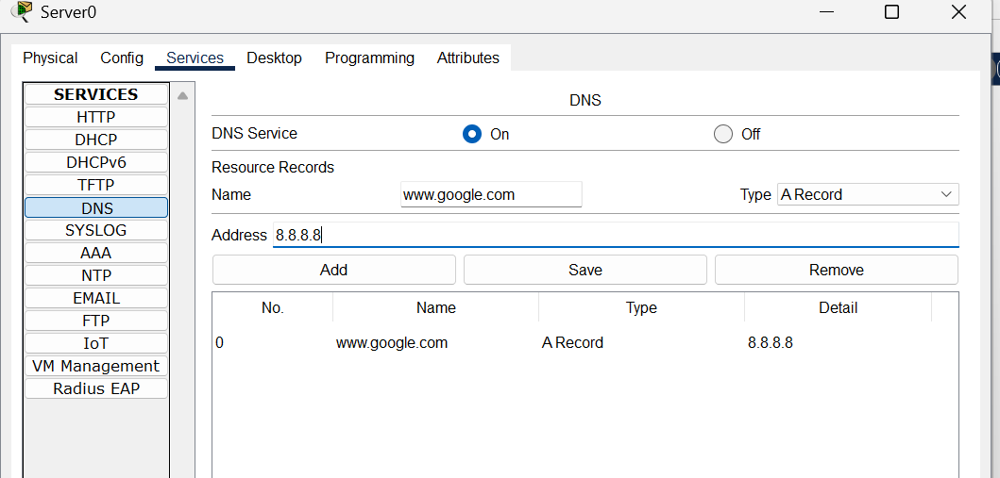 Server0
Physical Config Services Desktop Programming Attributes
SERVICES
HTTP
DHCP
DHCPv6
TFTP
DNS
SYSLOG
AAA
NTP
EMAIL
FTP
IoT
VM Management
Radius EAP
DNS
DNS Service On Off
Resource Records
Name www.google.com Type A Record
Address 8.8.8.8
Add Save Remove
No. Name Type Detail
0 www.google.com A Record 8.8.8.8